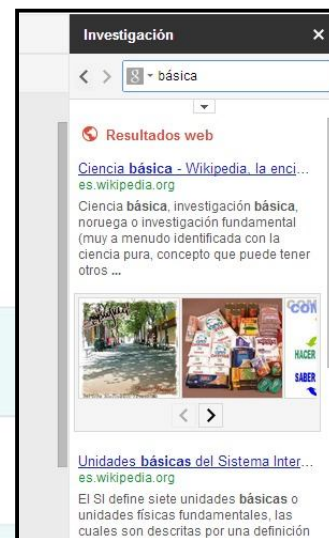 Investigación
básica
Resultados web
Ciencia básica - Wikipedia, la enci...
es.wikipedia.org
Ciencia básica, investigación básica,
noruega o investigación fundamental
(muy a menudo identificada con la
ciencia pura, concepto que puede tener
otros ...
HACER
SABER
Unidades básicas del Sistema Inter...
es.wikipedia.org
El SI define siete unidades básicas o
unidades físicas fundamentales, las
cuales son descritas por una definición